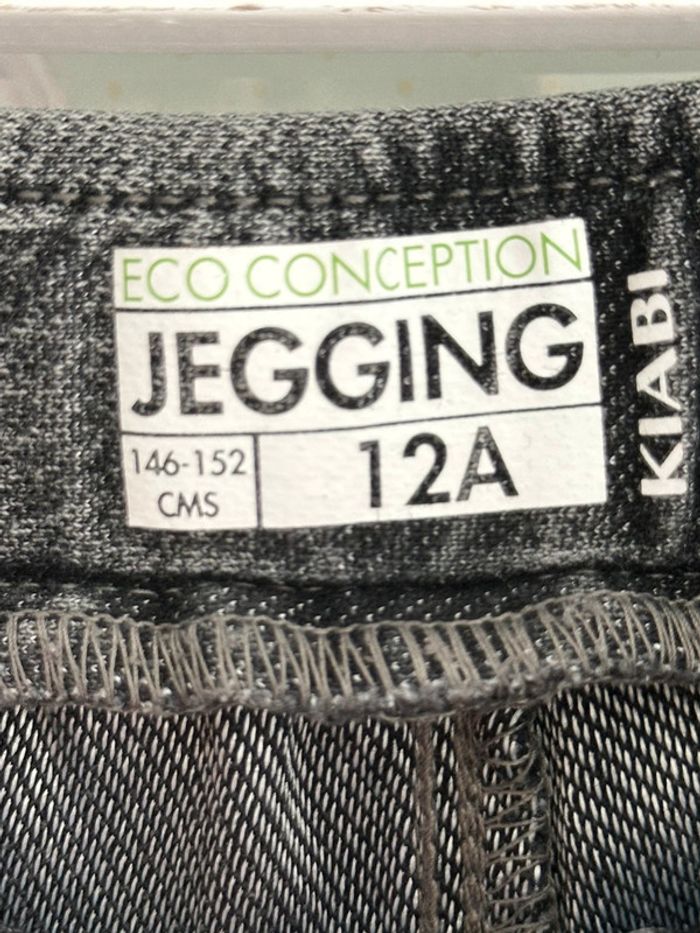 ECO CONCEPTION
JEGGING
146-152
CMS
12A
KIABI